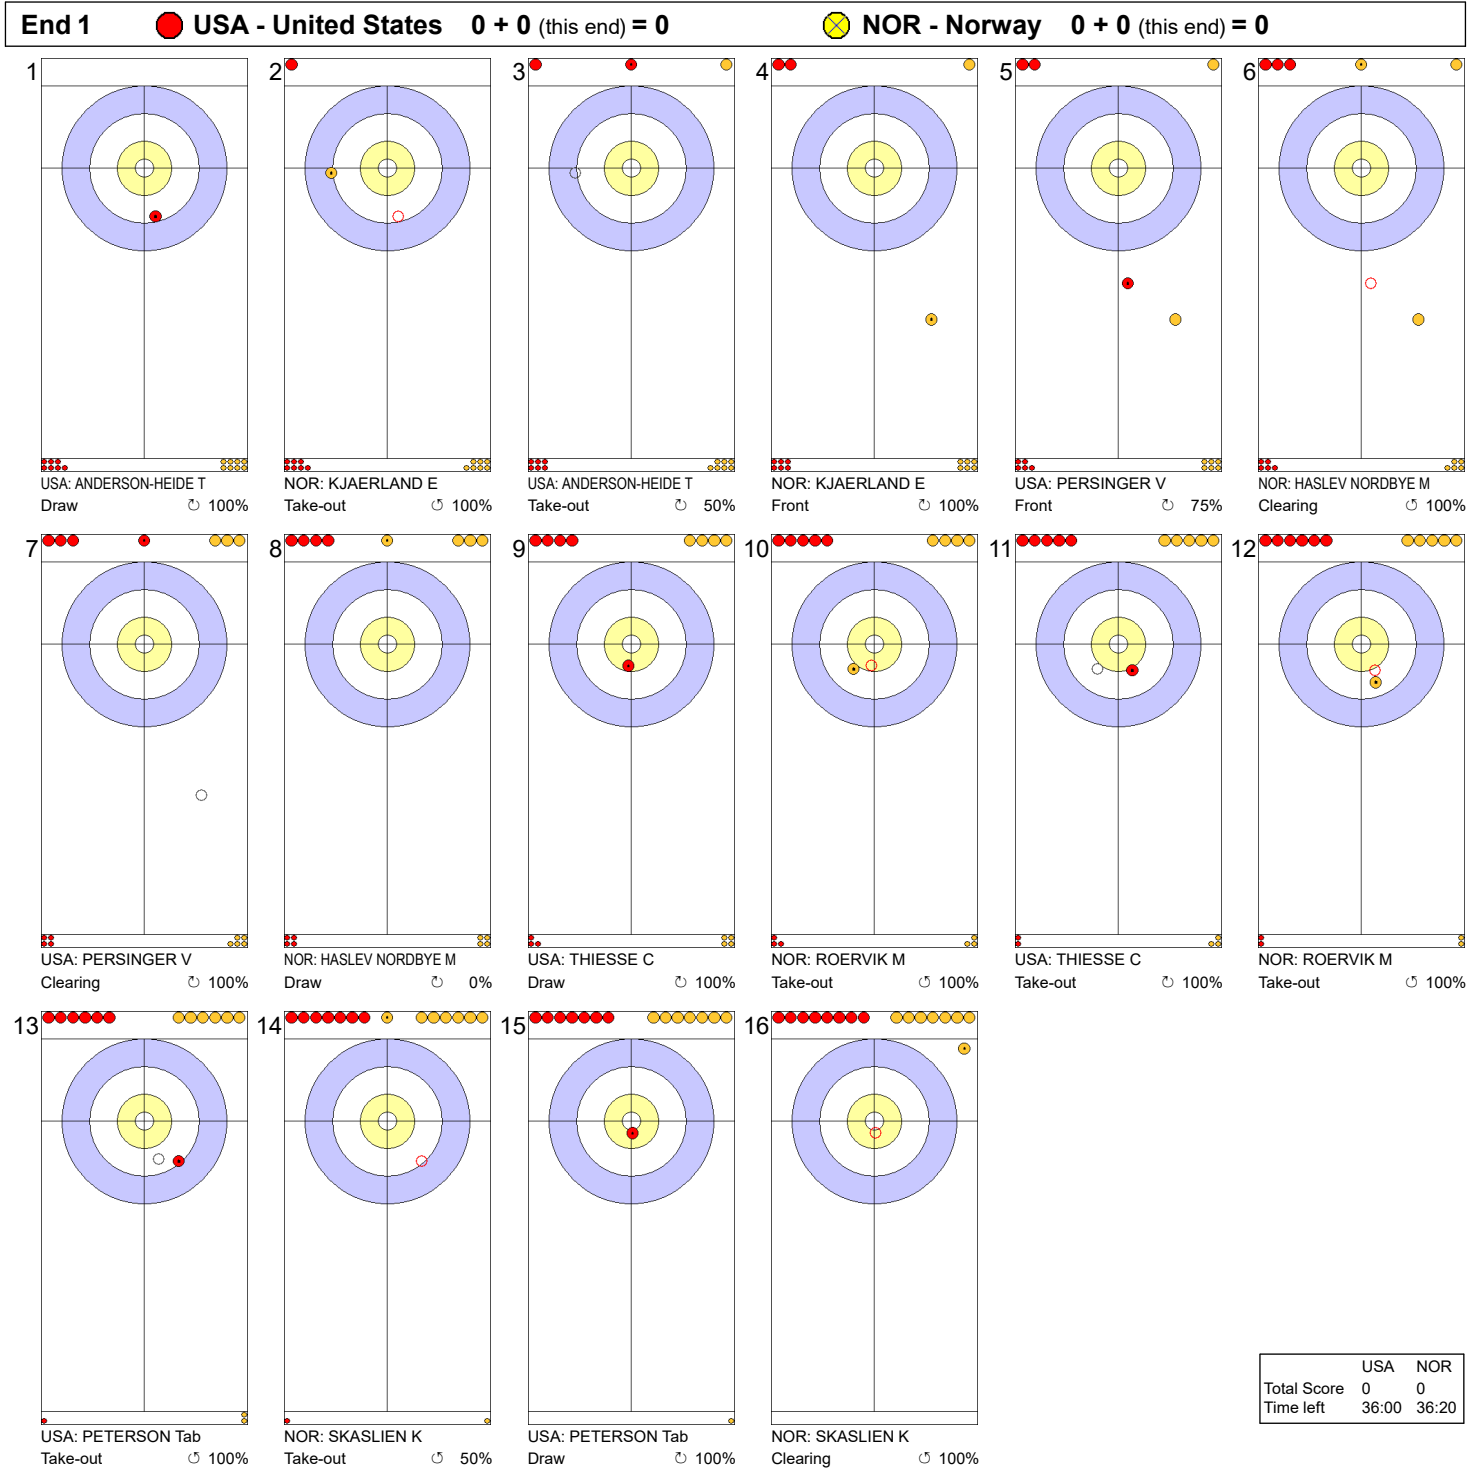 End 1 USA - United States 0 + 0 (this end) = 0 NOR - Norway 0 + 0 (this end) = 0
1 2 3 4 5 6
USA: ANDERSON-HEIDE T NOR: KJAERLAND E USA: ANDERSON-HEIDE T NOR: KJAERLAND E USA: PERSINGER V NOR: HASLEV NORDBYE M
Draw ↻ 100% Take-out ↻ 100% Take-out ↻ 50% Front ↻ 100% Front ↻ 75% Clearing ↺ 100%
7 8 9 10 11 12
USA: PERSINGER V NOR: HASLEV NORDBYE M USA: THIESSE C NOR: ROERVIK M USA: THIESSE C NOR: ROERVIK M
Clearing ↻ 100% Draw ↻ 0% Draw ↻ 100% Take-out ↺ 100% Take-out ↺ 100% Take-out ↺ 100%
13 14 15 16
USA: PETERSON Tab NOR: SKASLIEN K USA: PETERSON Tab NOR: SKASLIEN K
Take-out ↺ 100% Take-out ↺ 50% Draw ↻ 100% Clearing ↺ 100%
USA NOR
Total Score 0 0
Time left 36:00 36:20